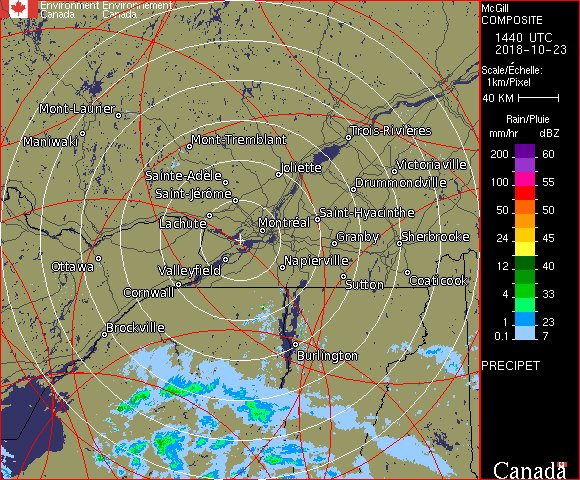 Environment Environnement
Canada Canada
McGill
COMPOSITE
1440 UTC
2018-10-23
Scale/Échelle:
1km/Pixel
40 KM
Rain/Pluie
mm/hr dBZ
200 60
57
100 55
50 50
45
24 40
12 40
4 33
1 23
0.1 7
PRECIPET
Canada
Mont-Laurier
Maniwaki
Mont-Tremblant
Trois-Rivières
Sainte-Adèle
Joliette
Victoriaville
Saint-Jérôme
Drummondville
Lachute
Montréal
Saint-Hyacinthe
Granby
Sherbrooke
Ottawa
Valleyfield
Napierville
Cornwall
Sutton
Coaticook
Brockville
Burlington